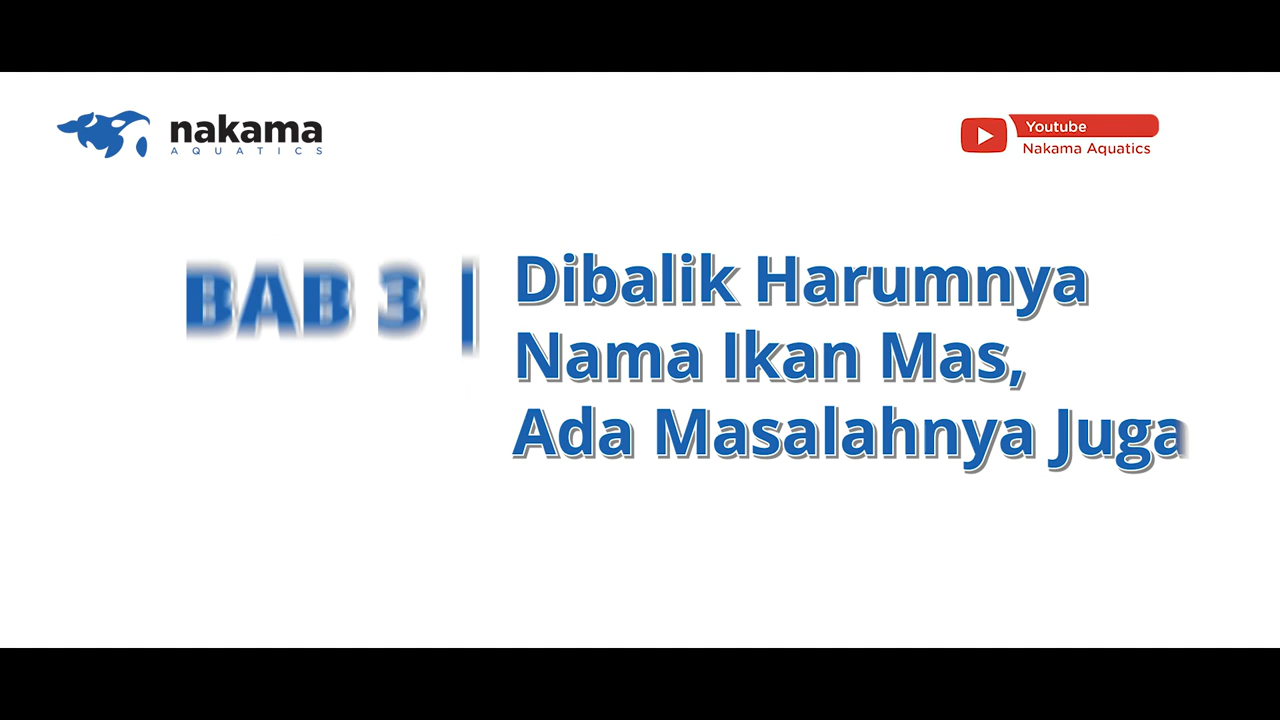 nakama
AQUATICS
Youtube
Nakama Aquatics
BAB 3 |
Dibalik Harumnya
Nama Ikan Mas,
Ada Masalahnya Juga